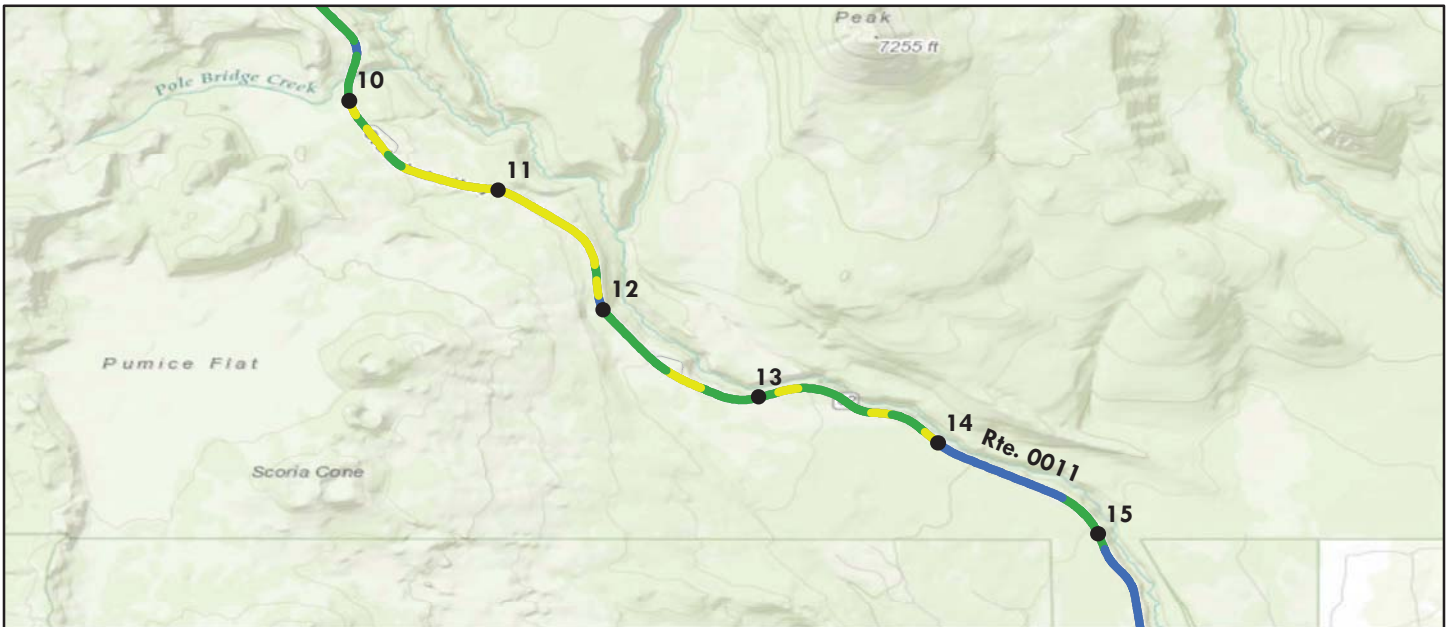 Peak
7255 ft
Pole Bridge Creek
10
11
12
Pumice Flat
13
14
Rte. 0011
Scoria Cone
15